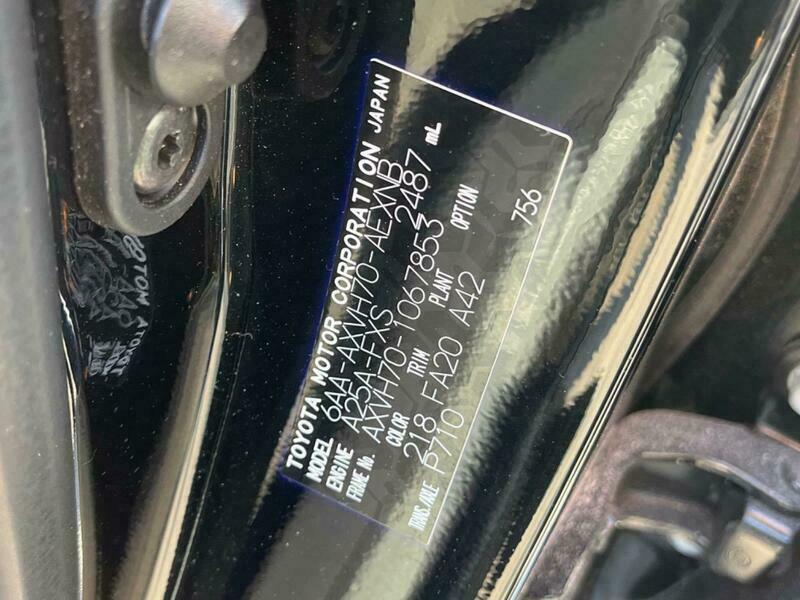 TOYOTA MOTOR CORPORATION JAPAN
MODEL 6AA-AXVH70-AEXNB
ENGINE A25A-FXS 2487 mL
FRAME No. AXVH70-1067853
COLOR TRIM PLANT OPTION
218 FA20 A42
TRANS.AXLE P710 756